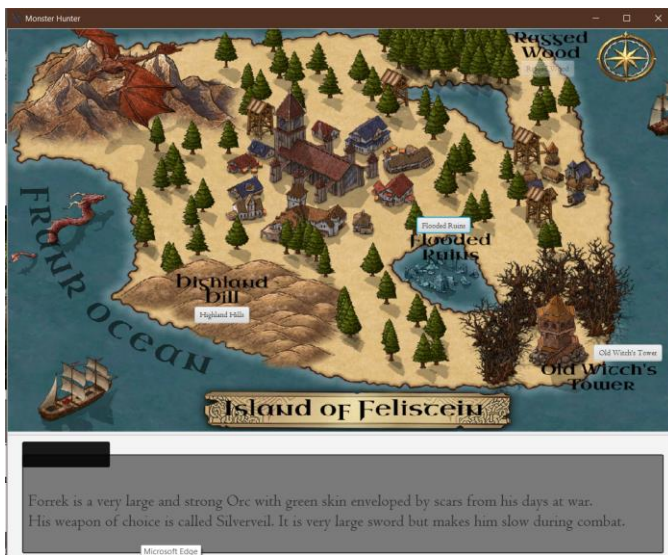 Monster Hunter
Ragged
Wood
Flooded Ruins
Flooded
Ruins
Frunk Ocean
Highland
Hill
Highland Hills
Old Witch's Tower
Old Witch's
Tower
Island of Felistein
Forrek is a very large and strong Orc with green skin enveloped by scars from his days at war.
His weapon of choice is called Silverveil. It is very large sword but makes him slow during combat.
Microsoft Edge